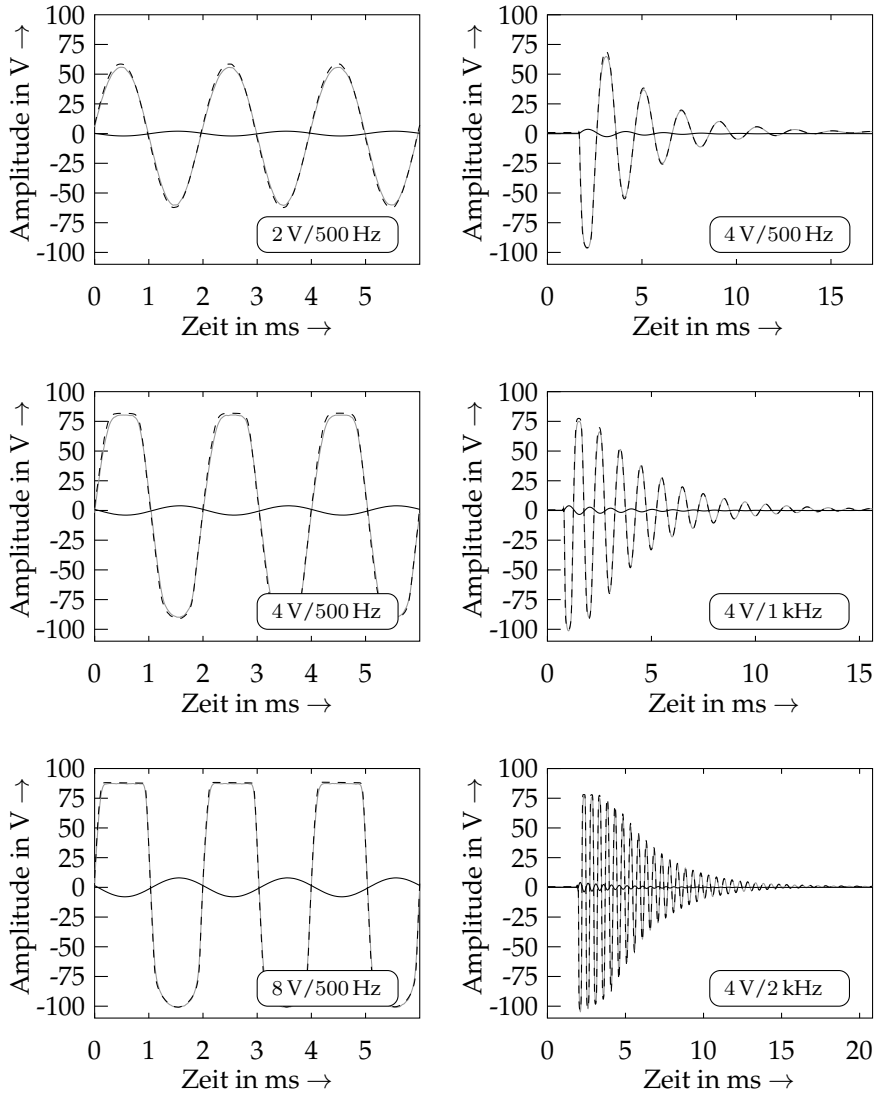 Amplitude in V →
100
75
50
25
0
-25
-50
-75
-100
2 V/500 Hz
0 1 2 3 4 5
Zeit in ms →
Amplitude in V →
100
75
50
25
0
-25
-50
-75
-100
4 V/500 Hz
0 5 10 15
Zeit in ms →
Amplitude in V →
100
75
50
25
0
-25
-50
-75
-100
4 V/500 Hz
0 1 2 3 4 5
Zeit in ms →
Amplitude in V →
100
75
50
25
0
-25
-50
-75
-100
4 V/1 kHz
0 5 10 15
Zeit in ms →
Amplitude in V →
100
75
50
25
0
-25
-50
-75
-100
8 V/500 Hz
0 1 2 3 4 5
Zeit in ms →
Amplitude in V →
100
75
50
25
0
-25
-50
-75
-100
4 V/2 kHz
0 5 10 15 20
Zeit in ms →